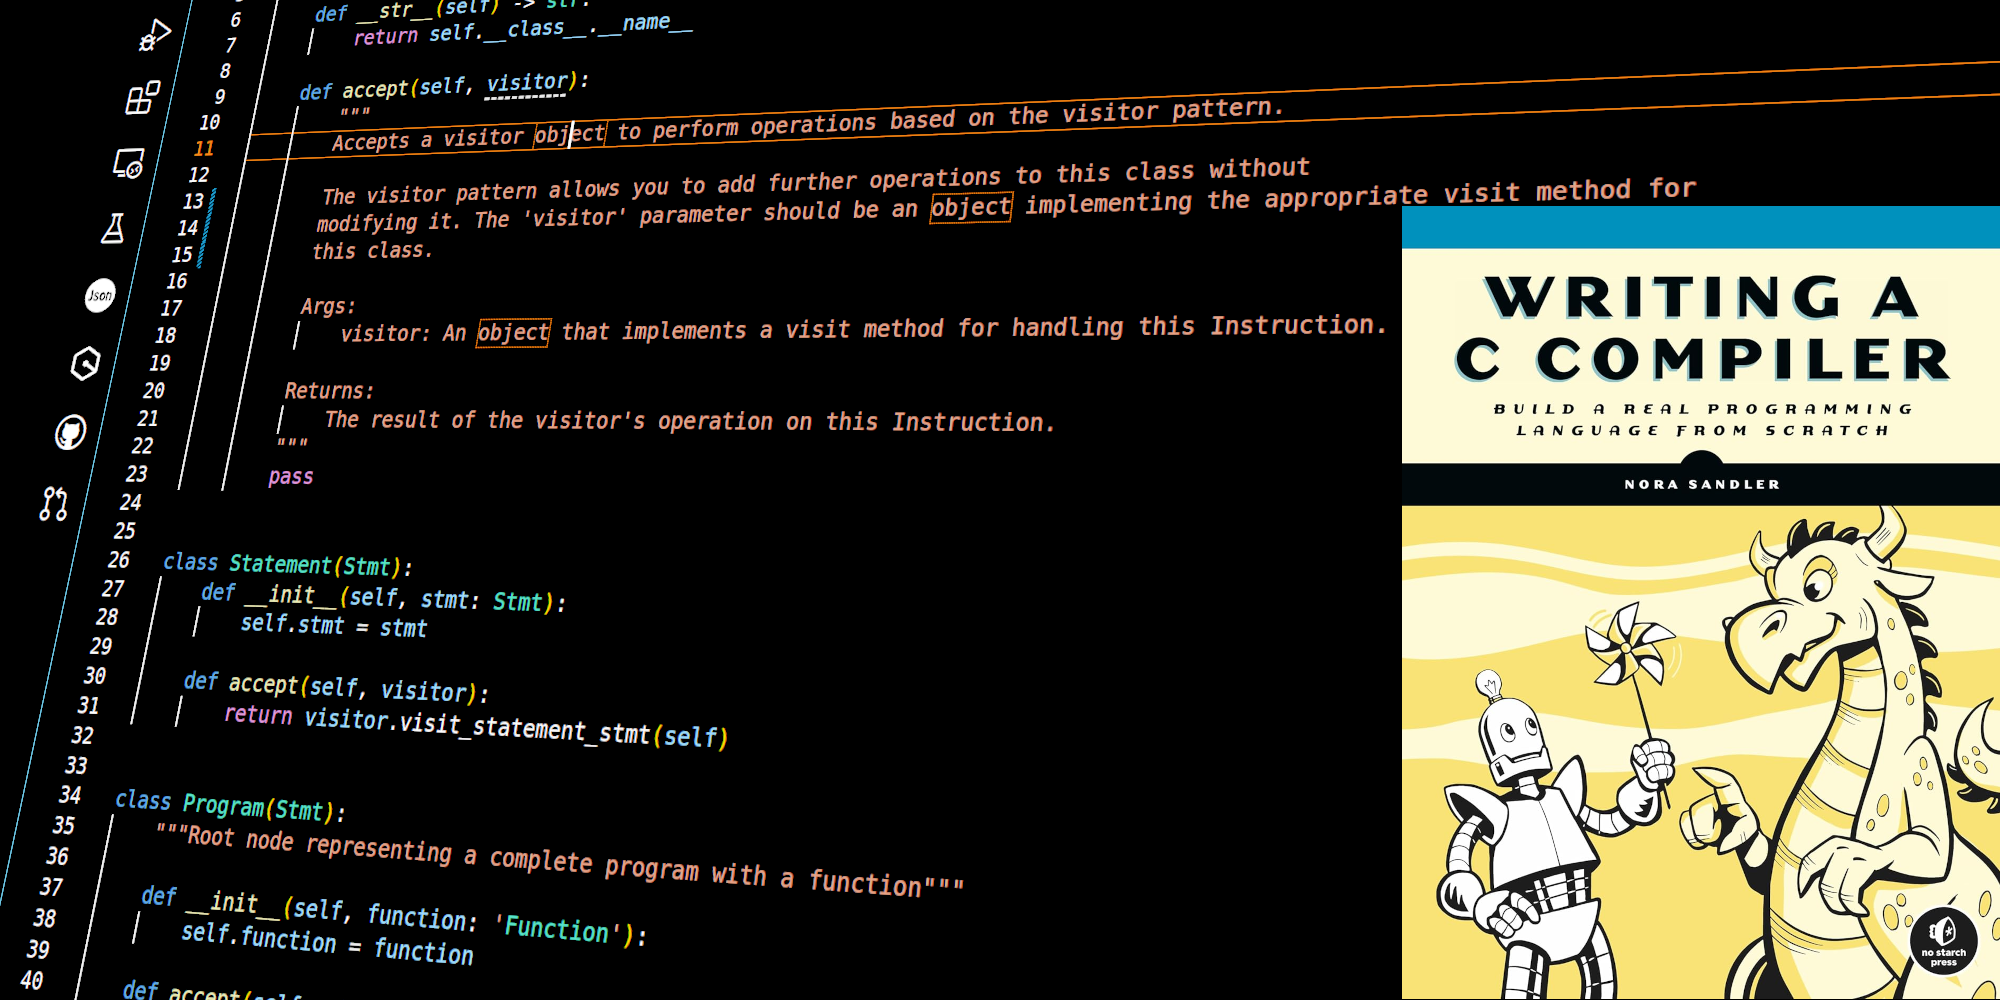 6 def __str__(self) -> str:
7 return self.__class__.__name__
8
9 def accept(self, visitor):
10 """
11 Accepts a visitor object to perform operations based on the visitor pattern.
12
13 The visitor pattern allows you to add further operations to this class without
14 modifying it. The 'visitor' parameter should be an object implementing the appropriate visit method for
15 this class.
16
17 Args:
18 visitor: An object that implements a visit method for handling this Instruction.
19
20 Returns:
21 The result of the visitor's operation on this Instruction.
22 """
23 pass
24
25
26 class Statement(Stmt):
27 def __init__(self, stmt: Stmt):
28 self.stmt = stmt
29
30 def accept(self, visitor):
31 return visitor.visit_statement_stmt(self)
32
33
34 class Program(Stmt):
35 """Root node representing a complete program with a function"""
36
37 def __init__(self, function: 'Function'):
38 self.function = function
39
40 def accept(self
Json
WRITING A
C COMPILER
BUILD A REAL PROGRAMMING
LANGUAGE FROM SCRATCH
NORA SANDLER
no starch
press